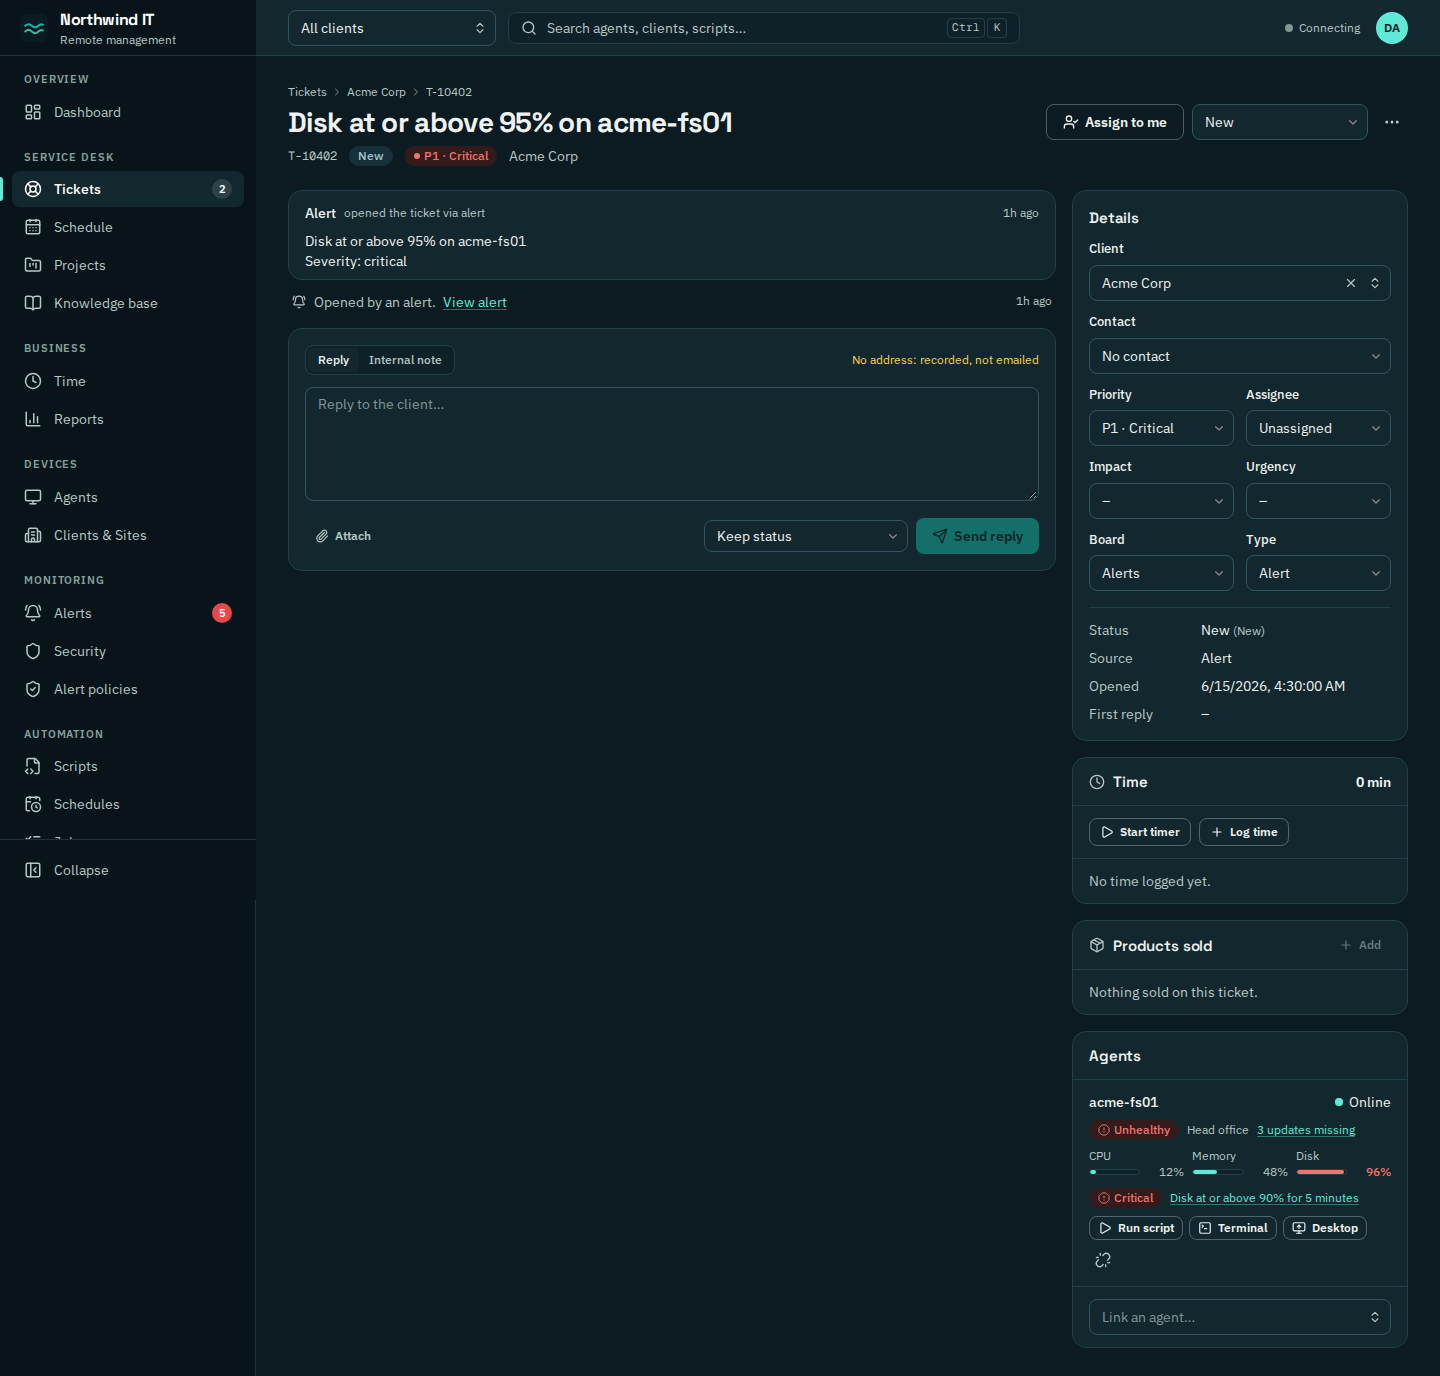 Northwind IT
Remote management
All clients
Search agents, clients, scripts...
Ctrl K
Connecting
DA
OVERVIEW
Dashboard
SERVICE DESK
Tickets 2
Schedule
Projects
Knowledge base
BUSINESS
Time
Reports
DEVICES
Agents
Clients & Sites
MONITORING
Alerts 5
Security
Alert policies
AUTOMATION
Scripts
Schedules
Collapse
Tickets > Acme Corp > T-10402
Disk at or above 95% on acme-fs01
T-10402 New P1 · Critical Acme Corp
Assign to me
New
Alert opened the ticket via alert 1h ago
Disk at or above 95% on acme-fs01
Severity: critical
Opened by an alert. View alert 1h ago
Reply Internal note No address: recorded, not emailed
Reply to the client...
Attach
Keep status
Send reply
Details
Client
Acme Corp
Contact
No contact
Priority Assignee
P1 · Critical Unassigned
Impact Urgency
– –
Board Type
Alerts Alert
Status New (New)
Source Alert
Opened 6/15/2026, 4:30:00 AM
First reply –
Time 0 min
Start timer Log time
No time logged yet.
Products sold Add
Nothing sold on this ticket.
Agents
acme-fs01 Online
Unhealthy Head office 3 updates missing
CPU Memory Disk
12% 48% 96%
Critical Disk at or above 90% for 5 minutes
Run script Terminal Desktop
Link an agent...